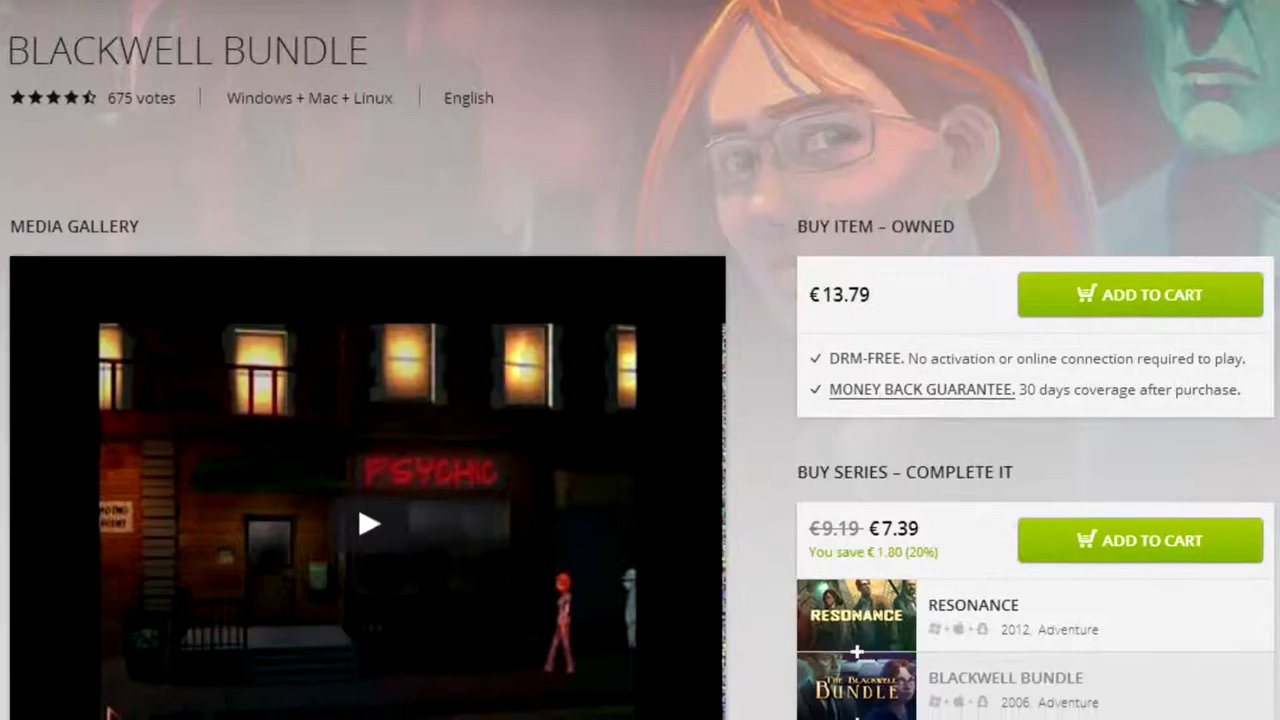 BLACKWELL BUNDLE
675 votes
Windows + Mac + Linux
English
MEDIA GALLERY
PSYCHIC
BUY ITEM – OWNED
€13.79
ADD TO CART
DRM-FREE. No activation or online connection required to play.
MONEY BACK GUARANTEE. 30 days coverage after purchase.
BUY SERIES – COMPLETE IT
€9.19 €7.39
ADD TO CART
You save €1.80 (20%)
RESONANCE
RESONANCE
2012, Adventure
THE BLACKWELL
BUNDLE
BLACKWELL BUNDLE
2006, Adventure